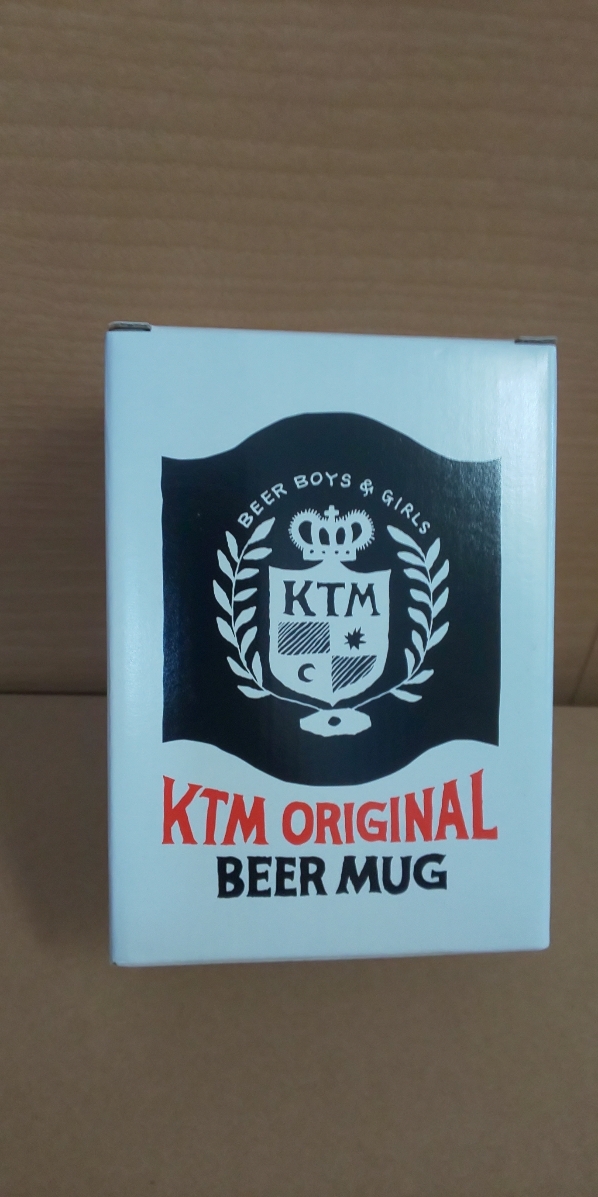 BEER BOYS & GIRLS
KTM
KTM ORIGINAL
BEER MUG